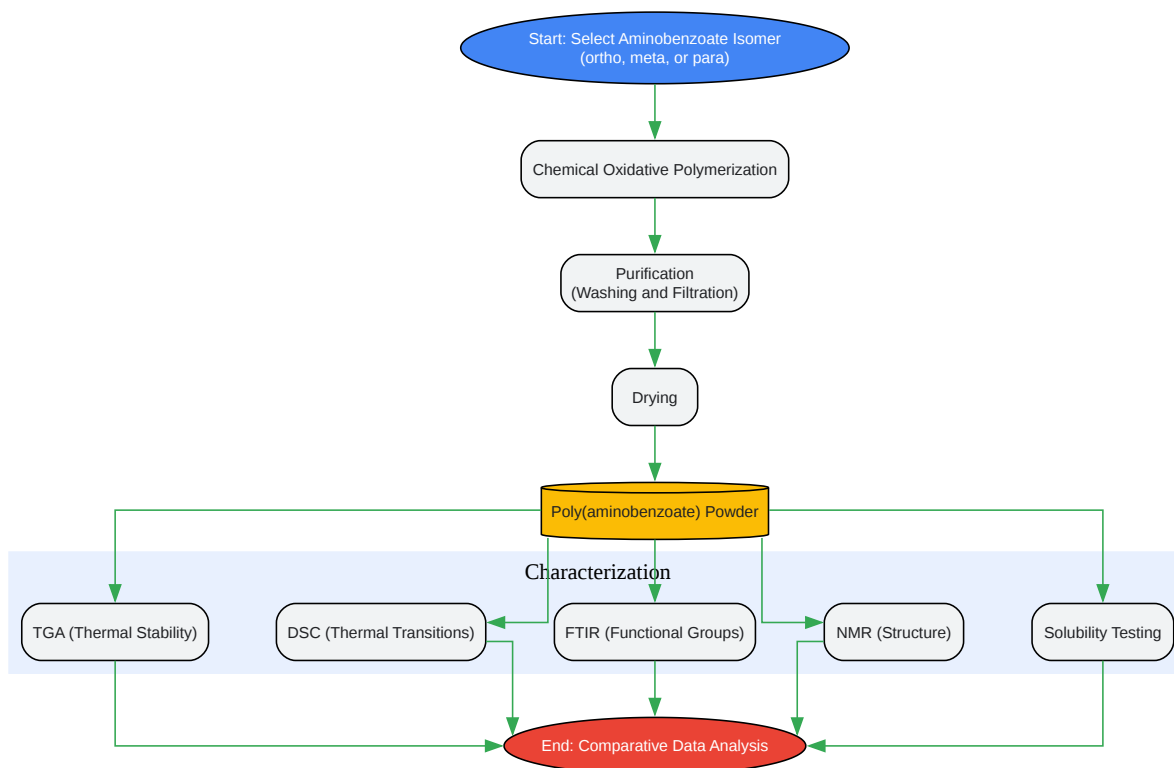 Start: Select Aminobenzoate Isomer
(ortho, meta, or para)
Chemical Oxidative Polymerization
Purification
(Washing and Filtration)
Drying
Poly(aminobenzoate) Powder
Characterization
TGA (Thermal Stability)
DSC (Thermal Transitions)
FTIR (Functional Groups)
NMR (Structure)
Solubility Testing
End: Comparative Data Analysis